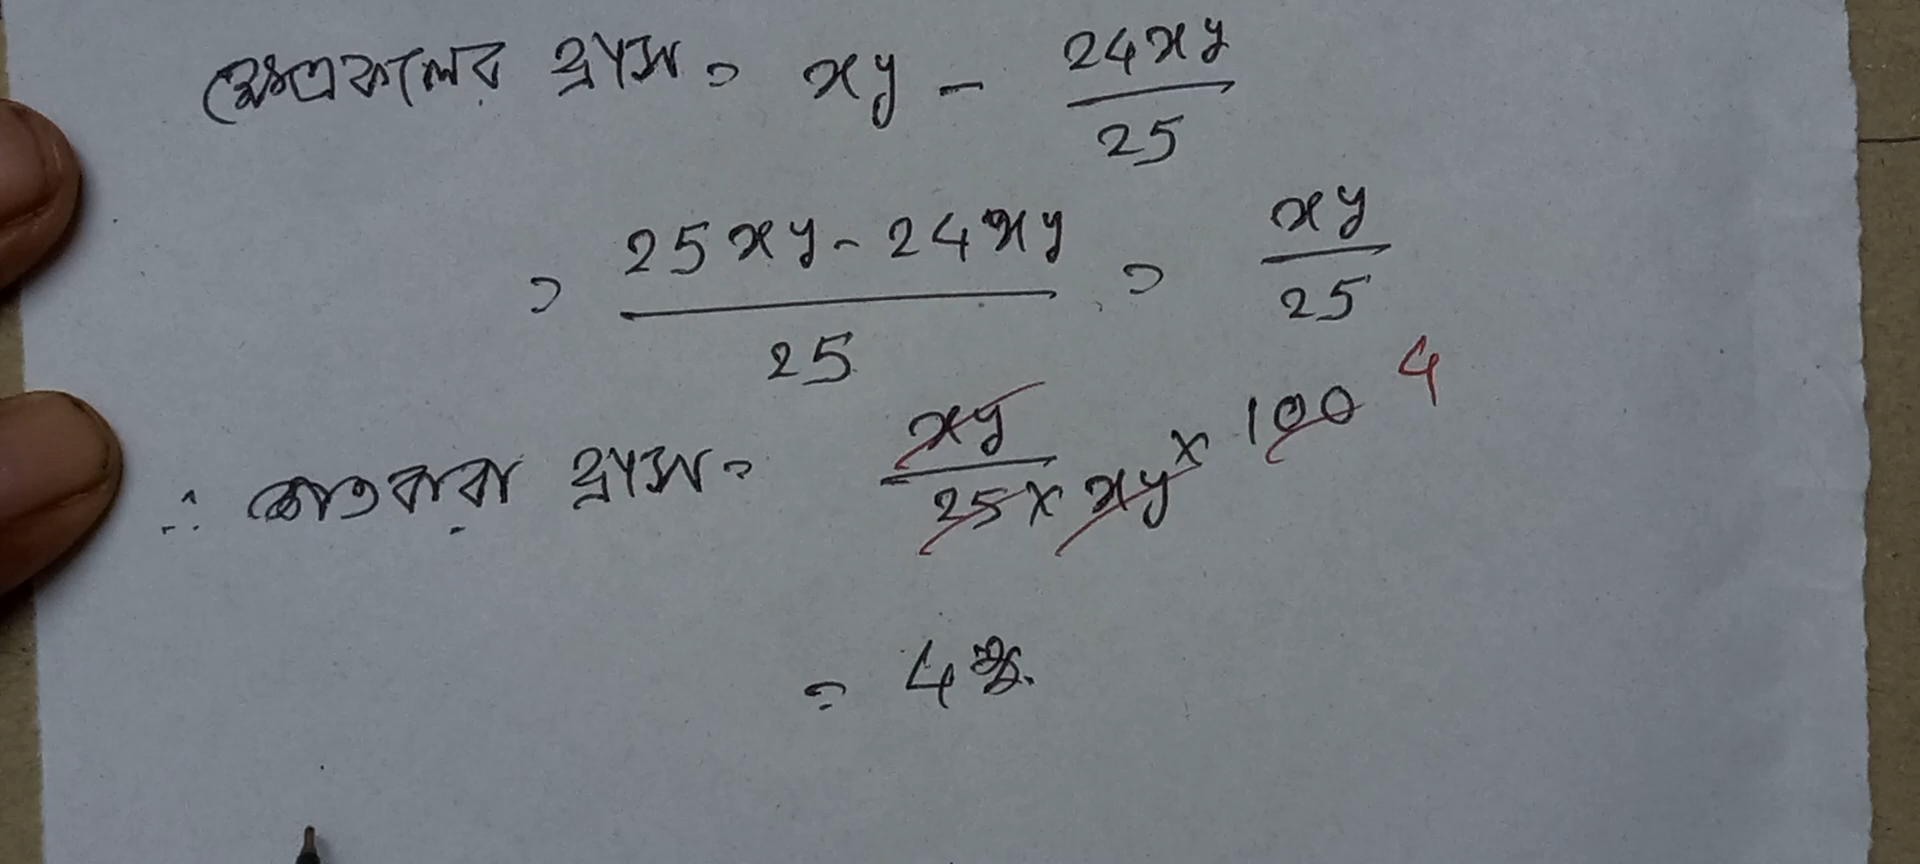 ক্ষেত্রফলের হ্রাস = xy - 24xy/25
= 25xy - 24xy/25 = xy/25
∴ শতকরা হ্রাস = xy/25 × xy × 100 4
= 4%